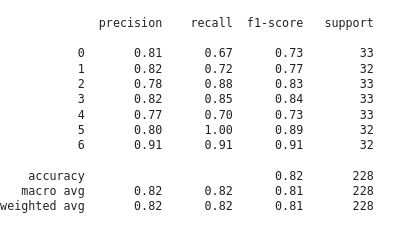 precision recall f1-score support
0 0.81 0.67 0.73 33
1 0.82 0.72 0.77 32
2 0.78 0.88 0.83 33
3 0.82 0.85 0.84 33
4 0.77 0.70 0.73 33
5 0.80 1.00 0.89 32
6 0.91 0.91 0.91 32
accuracy 0.82 228
macro avg 0.82 0.82 0.81 228
weighted avg 0.82 0.82 0.81 228